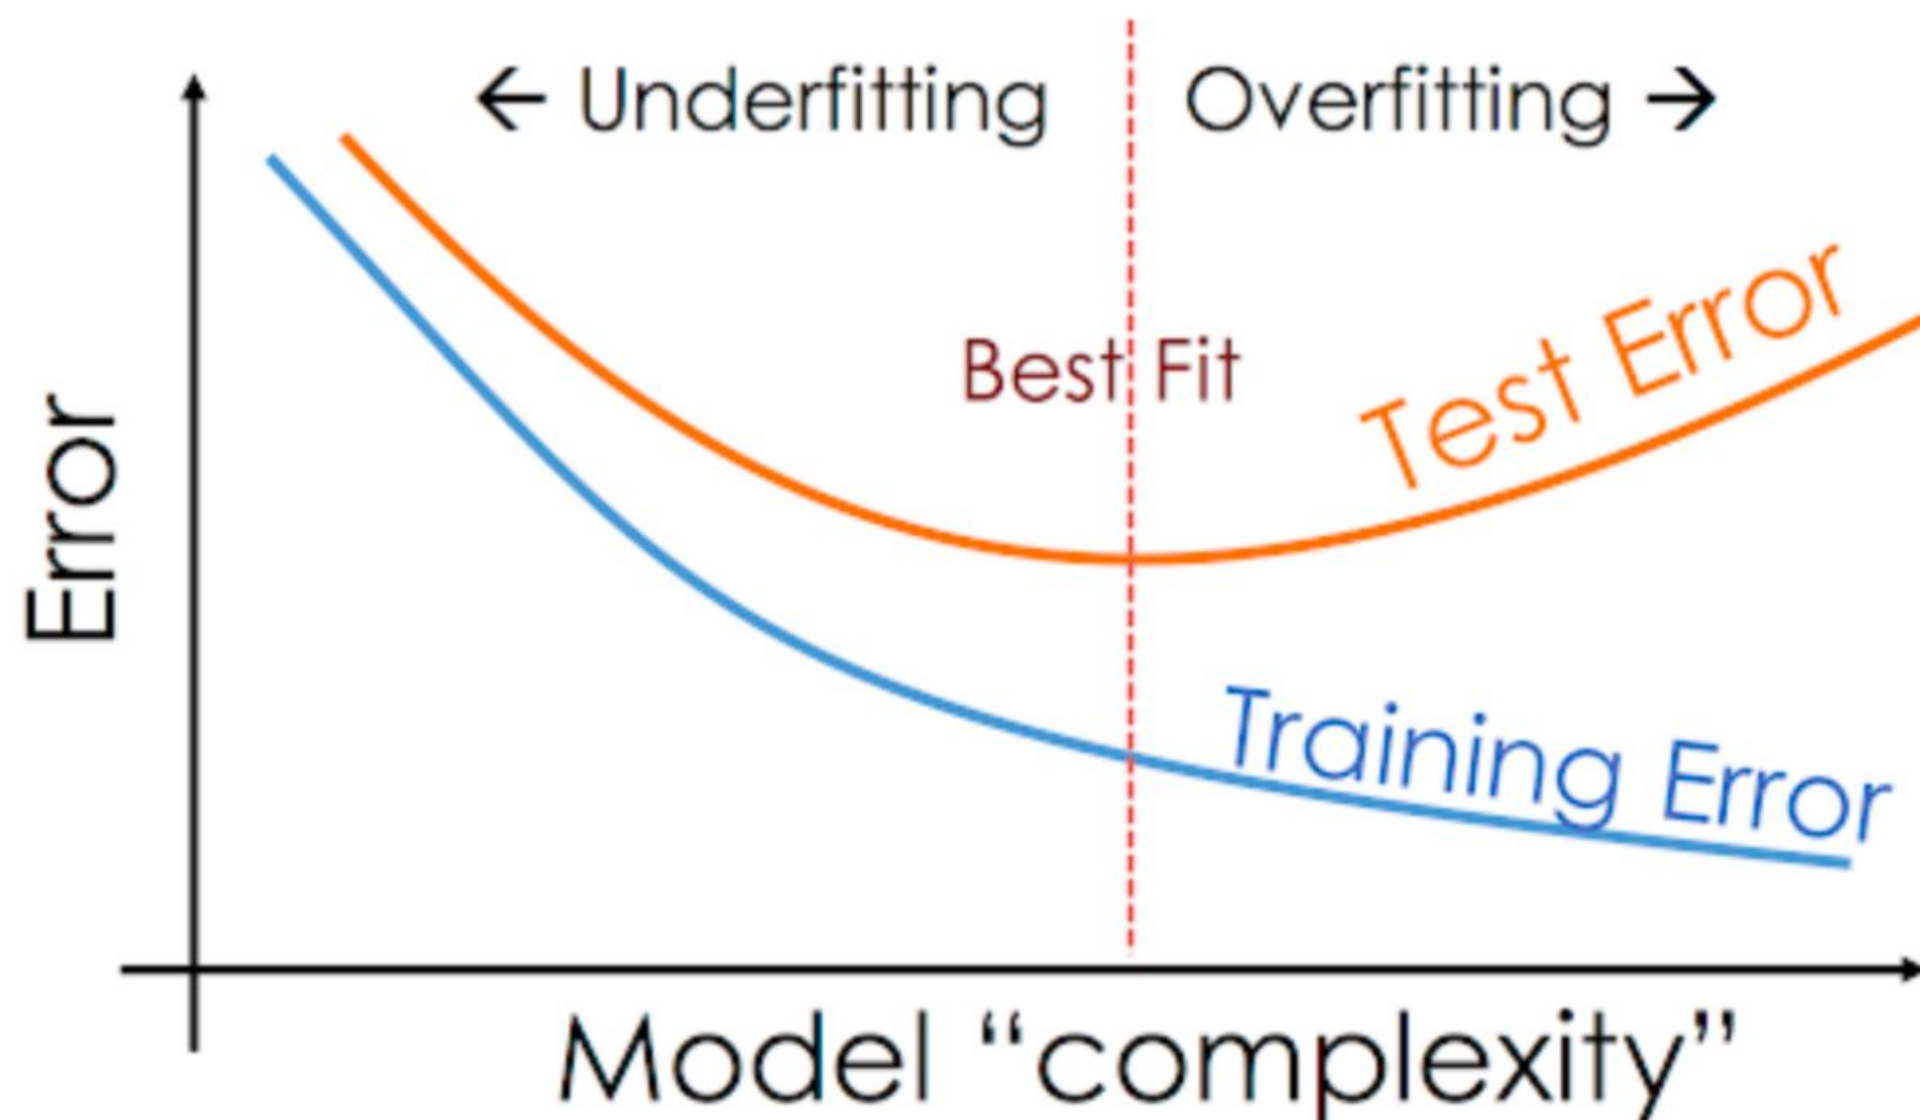 ← Underfitting
Overfitting →
Best Fit
Test Error
Error
Training Error
Model “complexity”